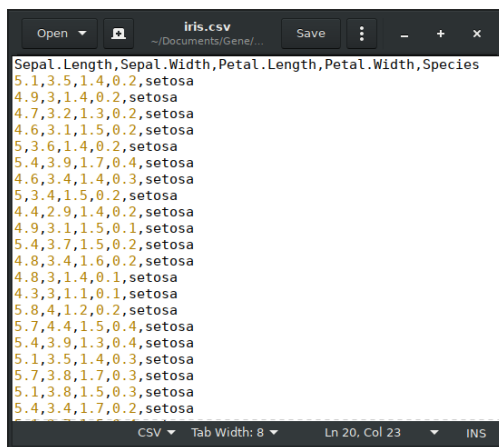 Open
iris.csv
~/Documents/Gene/...
Save
Sepal.Length,Sepal.Width,Petal.Length,Petal.Width,Species
5.1,3.5,1.4,0.2,setosa
4.9,3,1.4,0.2,setosa
4.7,3.2,1.3,0.2,setosa
4.6,3.1,1.5,0.2,setosa
5,3.6,1.4,0.2,setosa
5.4,3.9,1.7,0.4,setosa
4.6,3.4,1.4,0.3,setosa
5,3.4,1.5,0.2,setosa
4.4,2.9,1.4,0.2,setosa
4.9,3.1,1.5,0.1,setosa
5.4,3.7,1.5,0.2,setosa
4.8,3.4,1.6,0.2,setosa
4.8,3,1.4,0.1,setosa
4.3,3,1.1,0.1,setosa
5.8,4,1.2,0.2,setosa
5.7,4.4,1.5,0.4,setosa
5.4,3.9,1.3,0.4,setosa
5.1,3.5,1.4,0.3,setosa
5.7,3.8,1.7,0.3,setosa
5.1,3.8,1.5,0.3,setosa
5.4,3.4,1.7,0.2,setosa
CSV Tab Width: 8 Ln 20, Col 23 INS